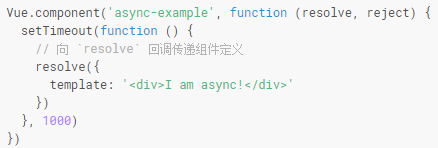 Vue.component('async-example', function (resolve, reject) {
  setTimeout(function () {
    // 向 `resolve` 回调传递组件定义
    resolve({
      template: '<div>I am async!</div>'
    })
  }, 1000)
})